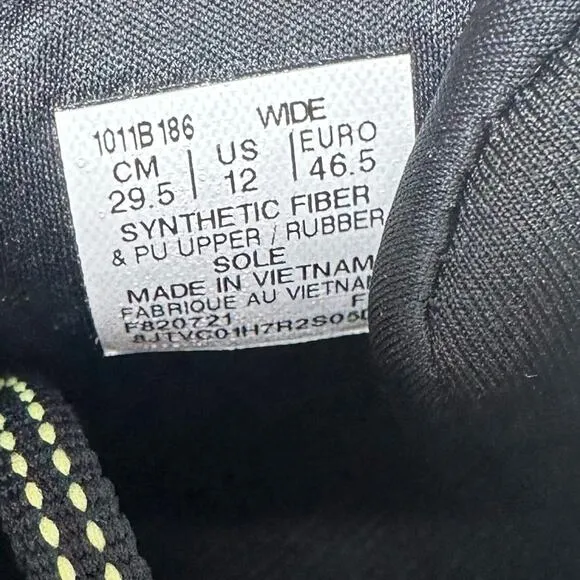 1011B186 WIDE
CM | US | EURO
29.5 | 12 | 46.5
SYNTHETIC FIBER
& PU UPPER / RUBBER
SOLE
MADE IN VIETNAM
FABRIQUE AU VIETNA
F820721 F